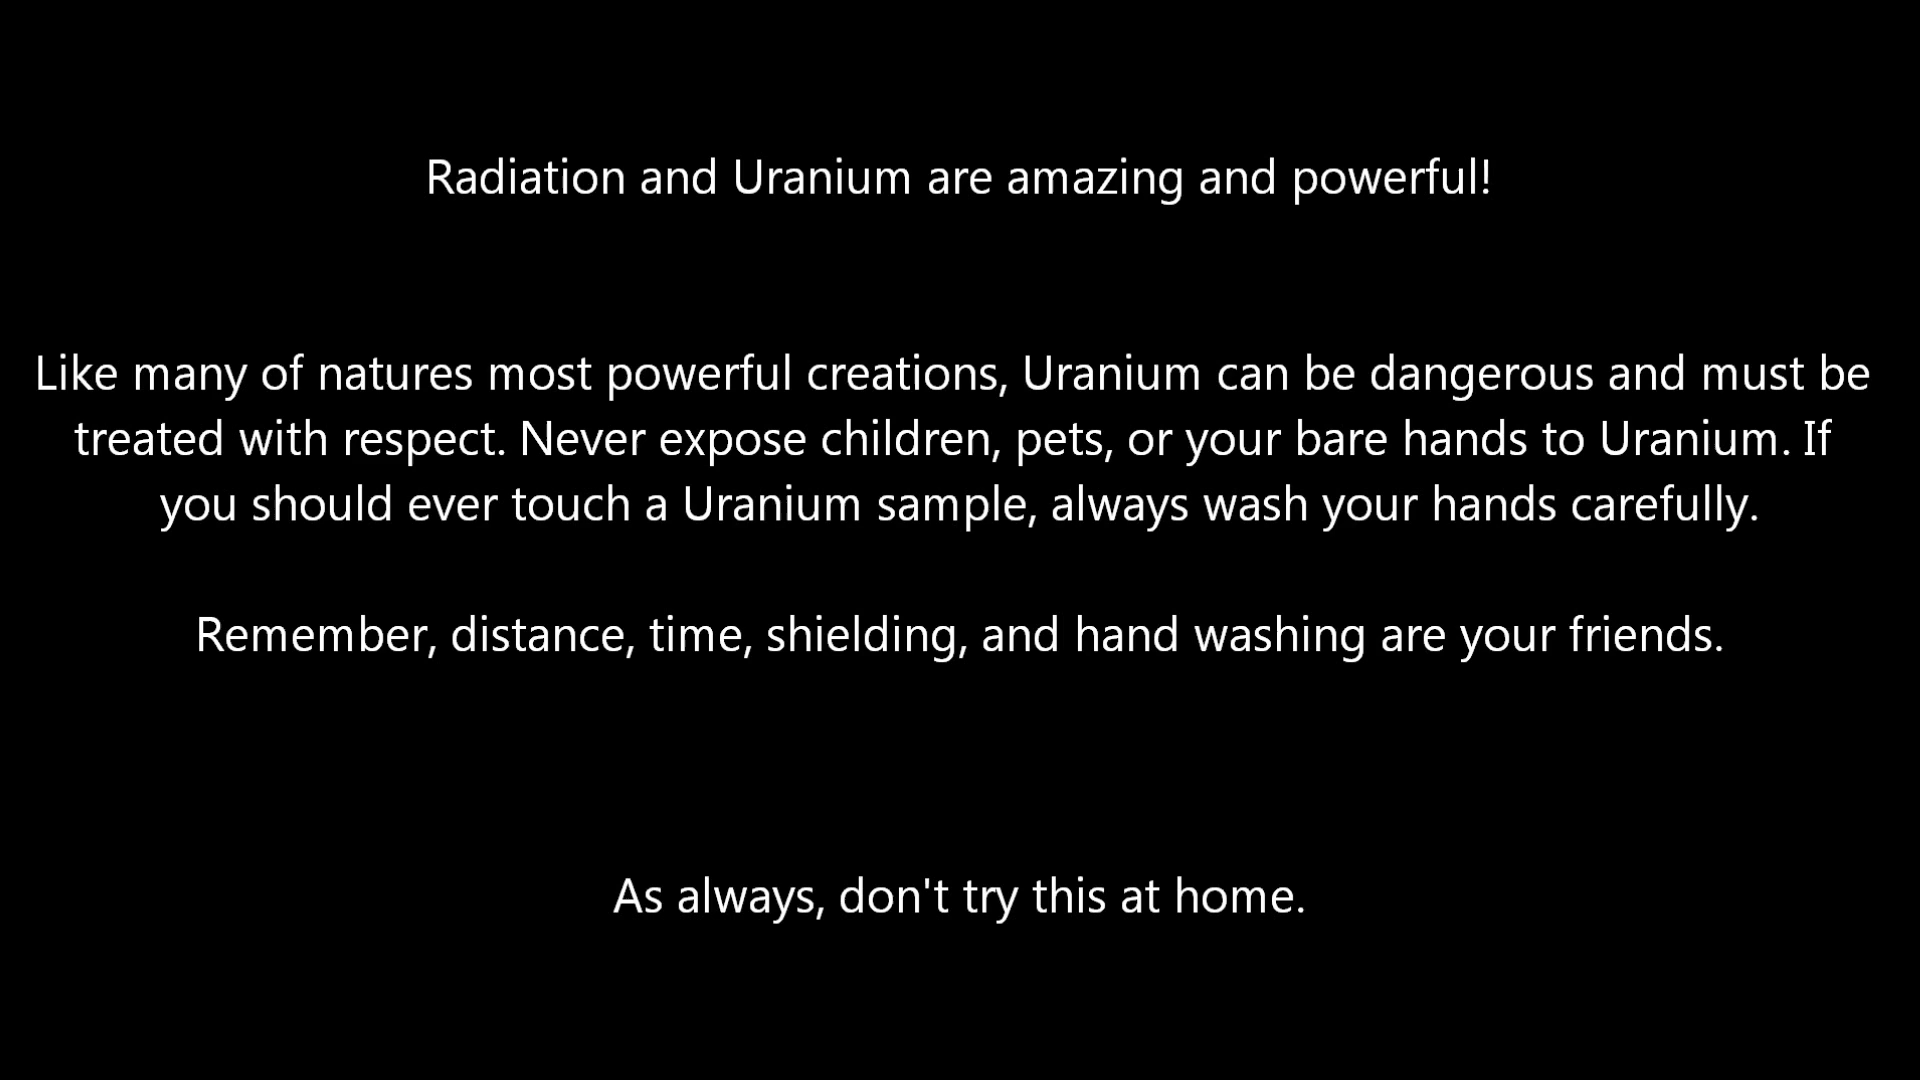 Radiation and Uranium are amazing and powerful!
Like many of natures most powerful creations, Uranium can be dangerous and must be
treated with respect. Never expose children, pets, or your bare hands to Uranium. If
you should ever touch a Uranium sample, always wash your hands carefully.
Remember, distance, time, shielding, and hand washing are your friends.
As always, don't try this at home.